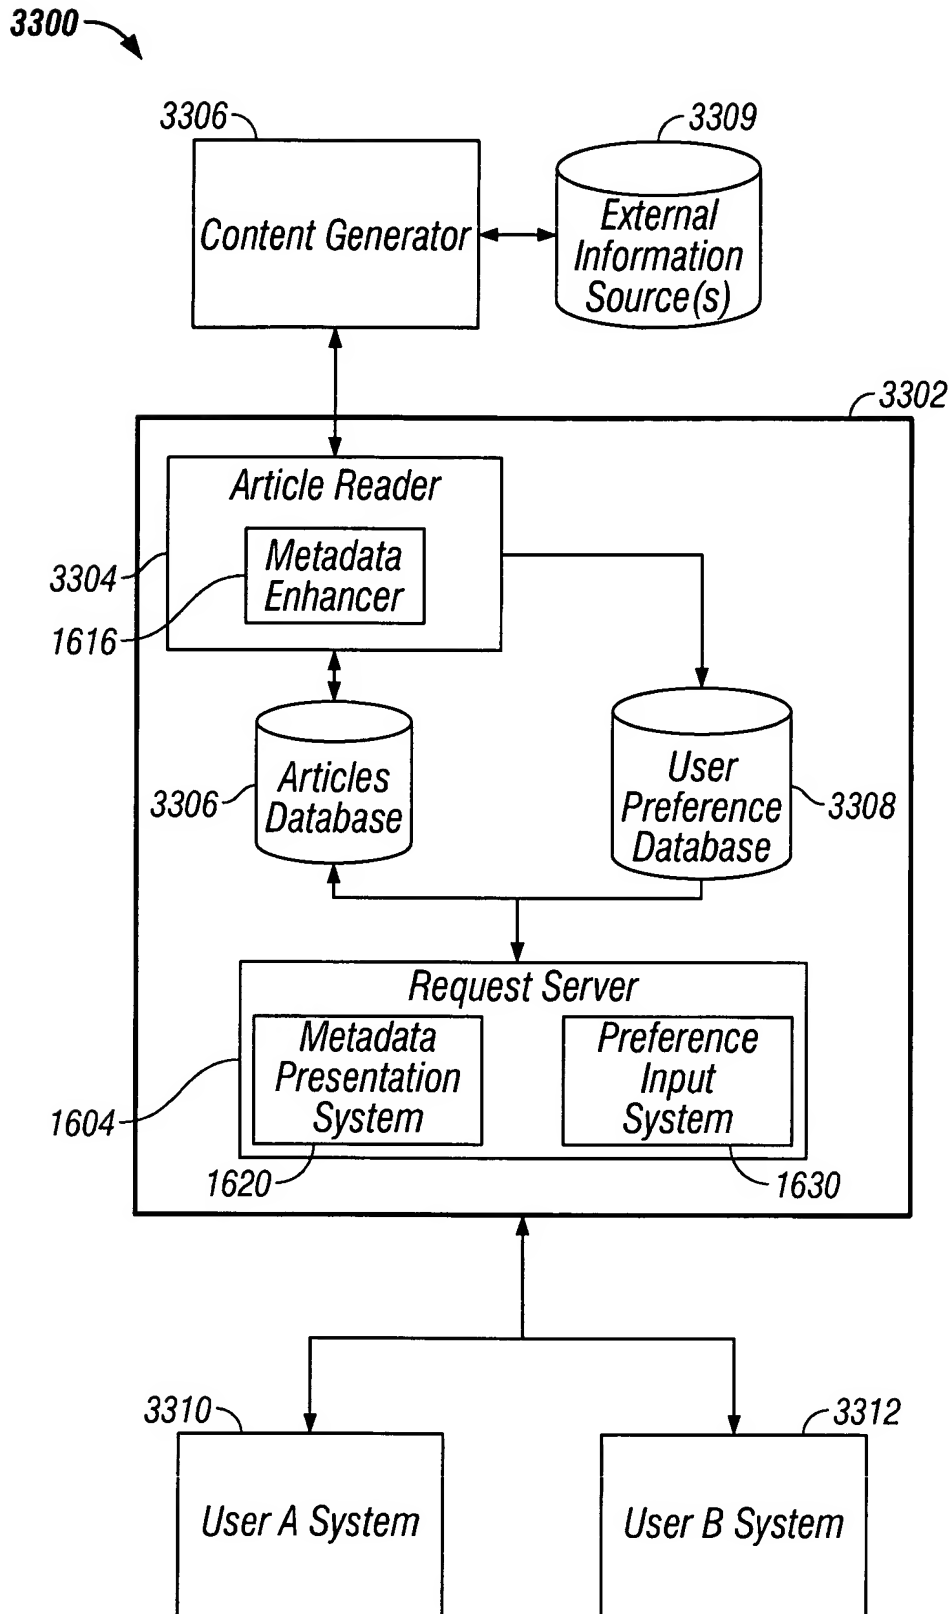 3300
3306
3309
Content Generator
External
Information
Source(s)
3302
Article Reader
Metadata
Enhancer
3304
1616
Articles
Database
3306
User
Preference
Database
3308
Request Server
Metadata
Presentation
System
Preference
Input
System
1604
1620
1630
3310
3312
User A System
User B System